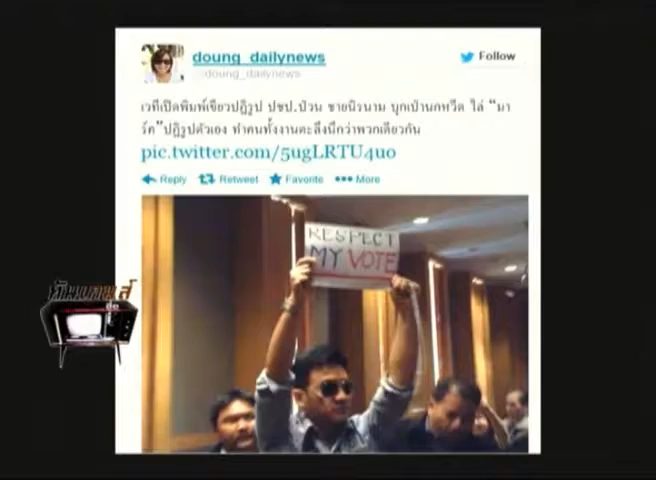 doung_dailynews
@doung_dailynews
Follow
เวทีเปิดพิมพ์เขียวปฏิรูป ปชป.ป่วน ชายนิรนาม บุกเป่านกหวีด ไล่ "มา
ร์ค"ปฏิรูปตัวเอง ทำคนทั้งงานตะลึงนึกว่าพวกเดียวกัน
pic.twitter.com/5ugLRTU4uo
Reply Retweet Favorite More
RESPECT
MY VOTE